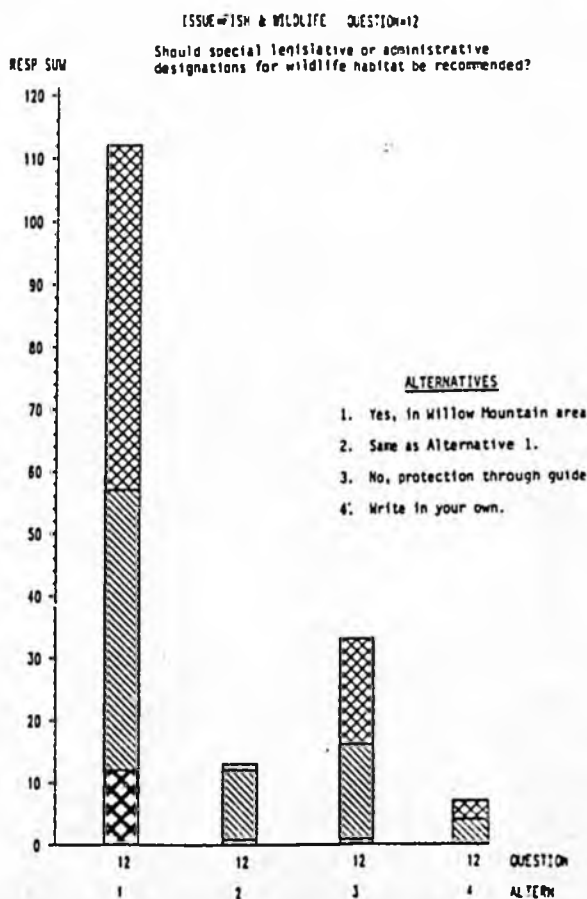 ISSUE=FISH & WILDLIFE QUESTION=12
Should special legislative or administrative
designations for wildlife habitat be recommended?
RESP SUM
120
110
100
90
80
70
60
50
40
30
20
10
0
ALTERNATIVES
1. Yes, in Willow Mountain area
2. Same as Alternative 1.
3. No, protection through guide
4. Write in your own.
12 12 12 12 QUESTION
1 2 3 4 ALTERN